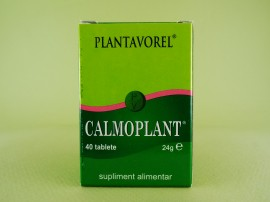 PLANTAVOREL®
CALMOPLANT®
40 tablete 24g ℮
supliment alimentar